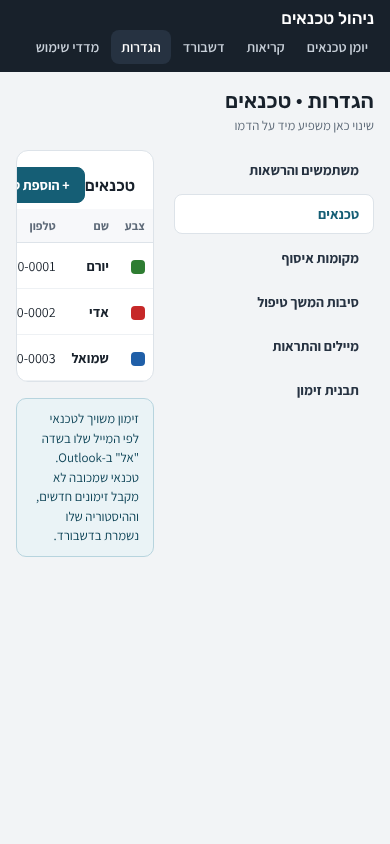 ניהול טכנאים
יומן טכנאים
קריאות
דשבורד
הגדרות
מדדי שימוש
הגדרות • טכנאים
שינוי כאן משפיע מיד על הדמו
משתמשים והרשאות
טכנאים
מקומות איסוף
סיבות המשך טיפול
מיילים והתראות
תבנית זימון
טכנאים
+ הוספת
צבע
שם
טלפון
יורם
0-0001
אדי
0-0002
שמואל
0-0003
זימון משויך לטכנאי
לפי המייל שלו בשדה
"אל" ב-Outlook.
טכנאי שמכובה לא
מקבל זימונים חדשים,
וההיסטוריה שלו
נשמרת בדשבורד.